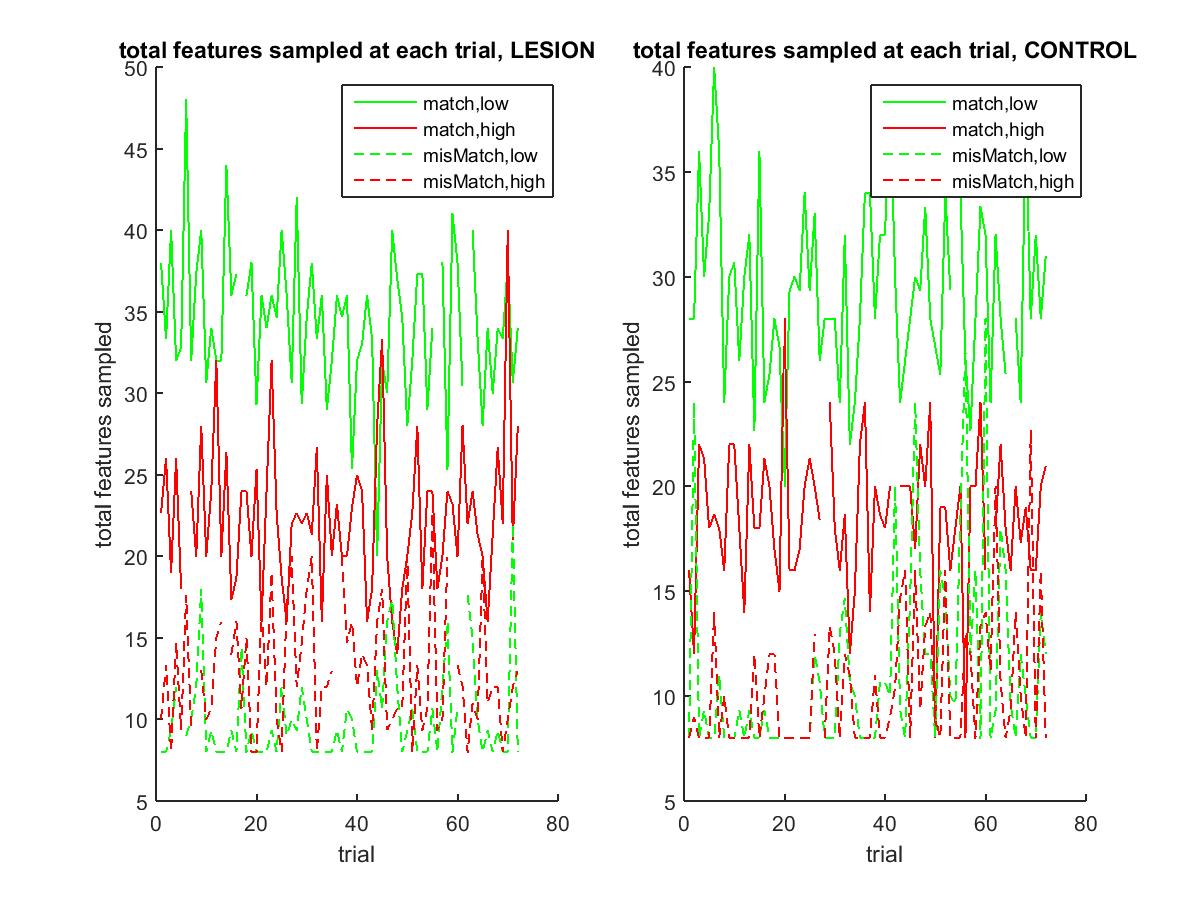 total features sampled at each trial, LESION
total features sampled
50
45
40
35
30
25
20
15
10
5
0
20
40
60
80
trial
match,low
match,high
misMatch,low
misMatch,high
total features sampled at each trial, CONTROL
total features sampled
40
35
30
25
20
15
10
5
0
20
40
60
80
trial
match,low
match,high
misMatch,low
misMatch,high